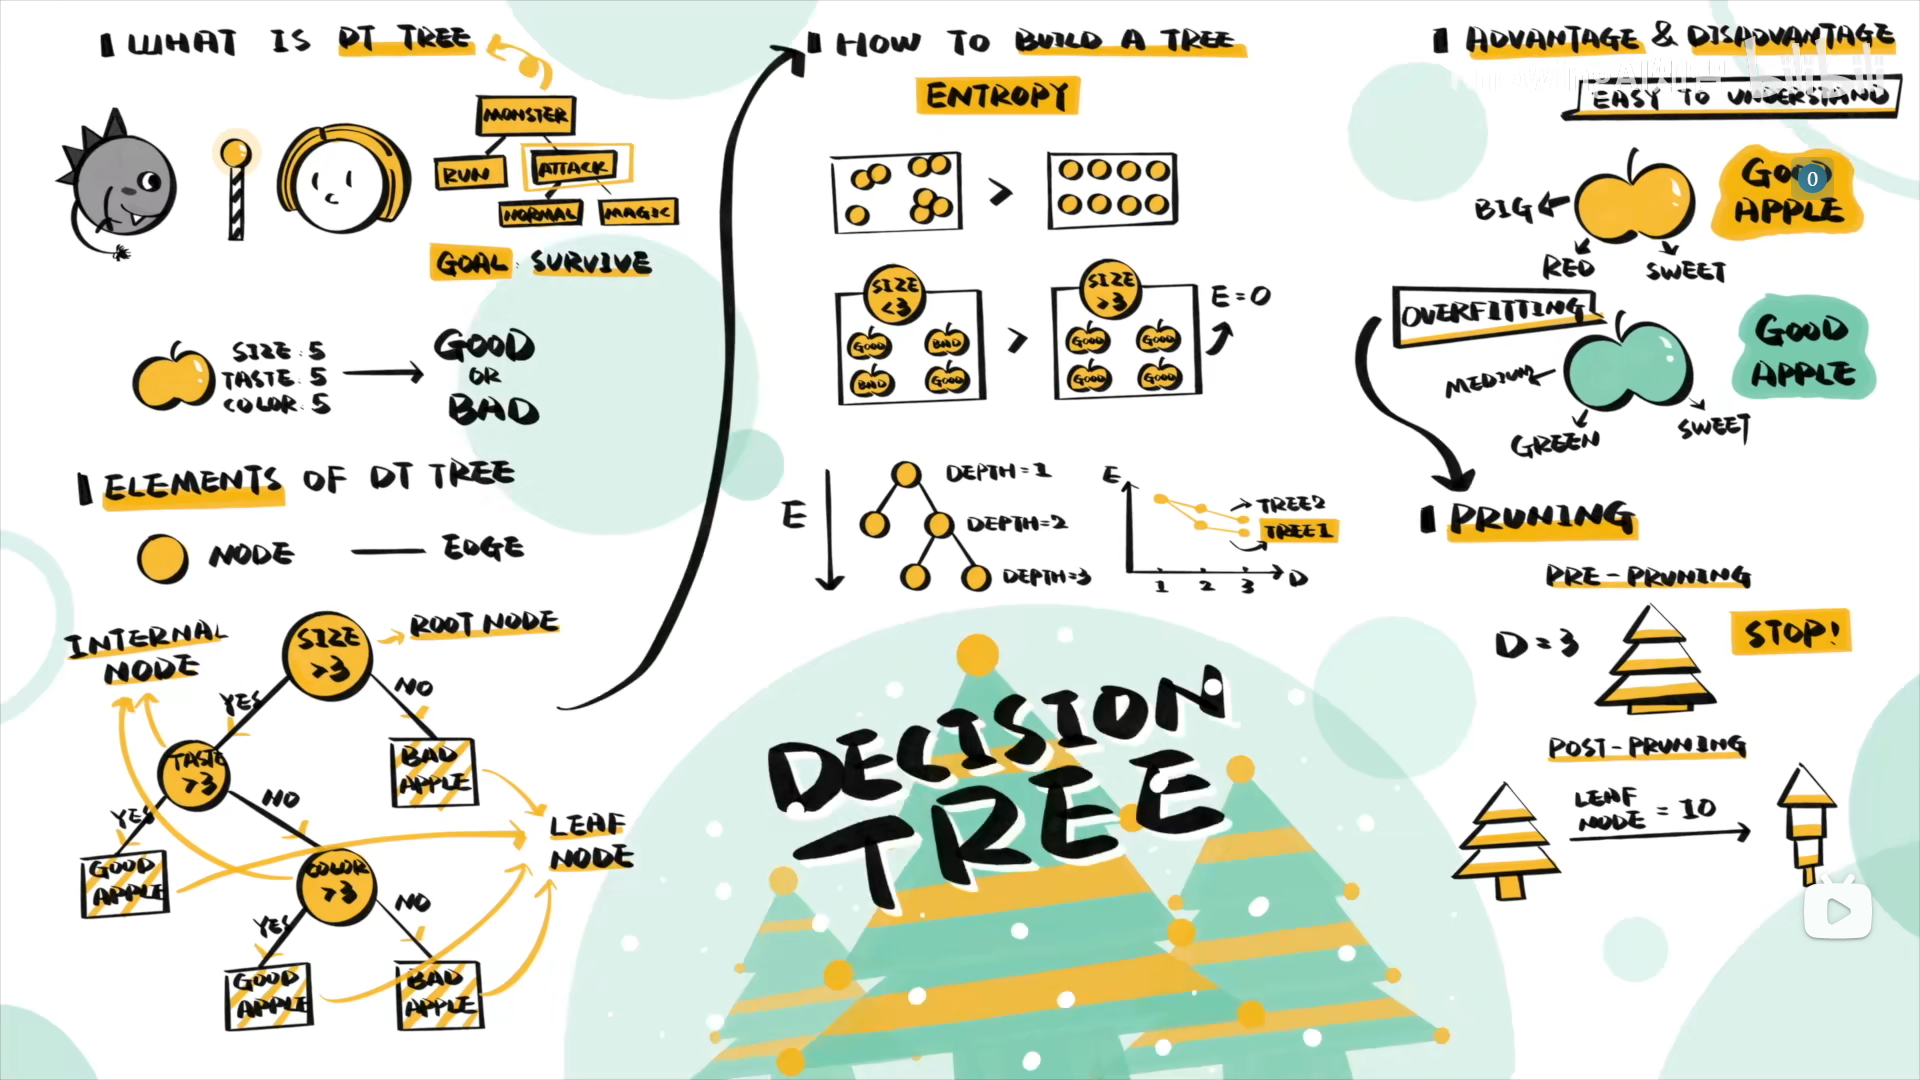 WHAT IS DT TREE
MONSTER
RUN
ATTACK
NORMAL
MAGIC
GOAL: SURVIVE
SIZE: 5
TASTE: 5
COLOR: 5
GOOD
OR
BAD
ELEMENTS OF DT TREE
NODE
EDGE
INTERNAL
NODE
SIZE
>3
ROOT NODE
YES
NO
TASTE
>3
BAD
APPLE
YES
NO
GOOD
APPLE
COLOR
>3
LEAF
NODE
YES
NO
GOOD
APPLE
BAD
APPLE
HOW TO BUILD A TREE
ENTROPY
>
SIZE
<3
GOOD
BAD
BAD
GOOD
>
SIZE
>3
GOOD
GOOD
GOOD
GOOD
E=0
E
DEPTH=1
DEPTH=2
DEPTH=3
E
TREE2
TREE1
1 2 3
D
DECISION
TREE
ADVANTAGE & DISADVANTAGE
EASY TO UNDERSTAND
BIG
RED
SWEET
GOOD
APPLE
0
OVERFITTING
MEDIUM
GREEN
SWEET
GOOD
APPLE
PRUNING
PRE-PRUNING
D=3
STOP!
POST-PRUNING
LEAF
NODE = 10